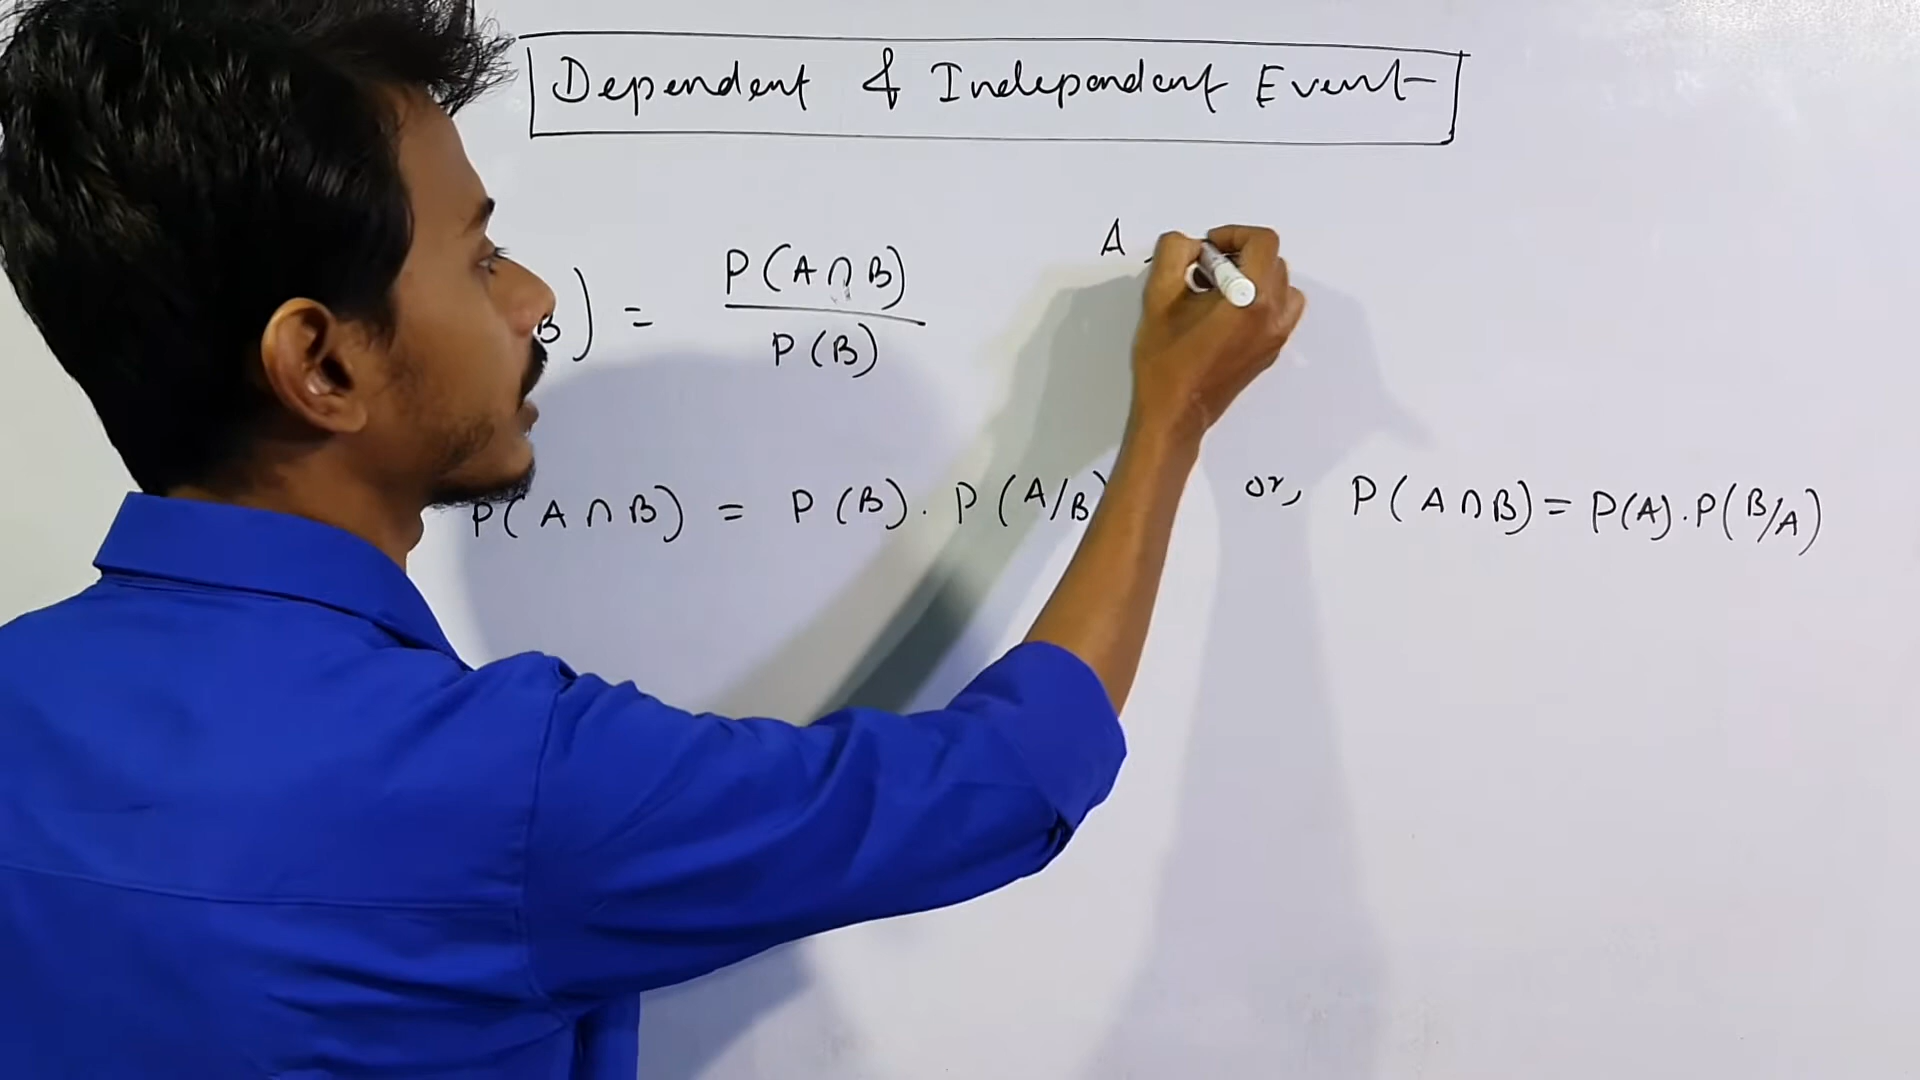 Dependent & Independent Event
B) = P(A∩B) / P(B)
A,
P(A∩B) = P(B). P(A/B) or, P(A∩B) = P(A).P(B/A)